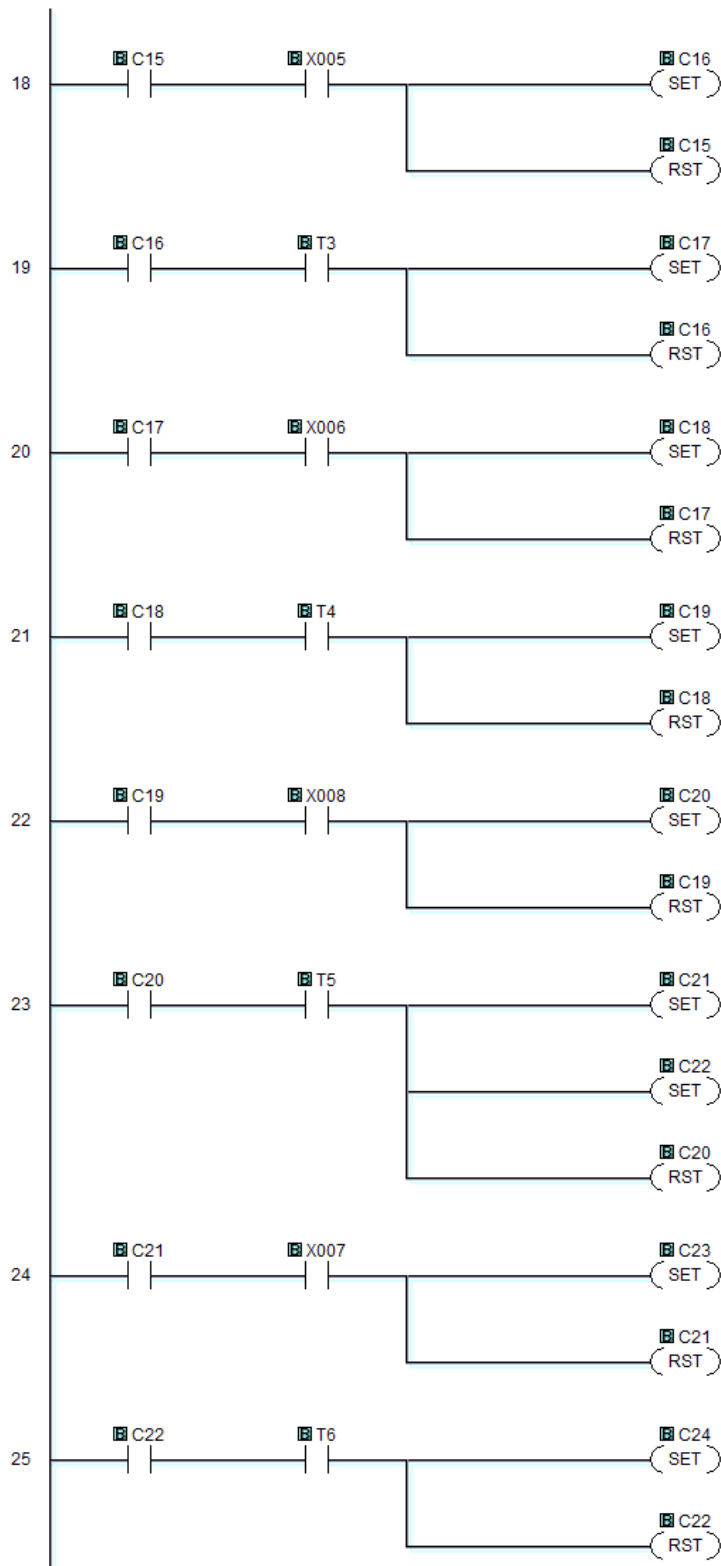 B C15 B X005 B C16
18 SET
B C15
RST
B C16 B T3 B C17
19 SET
B C16
RST
B C17 B X006 B C18
20 SET
B C17
RST
B C18 B T4 B C19
21 SET
B C18
RST
B C19 B X008 B C20
22 SET
B C19
RST
B C20 B T5 B C21
23 SET
B C22
SET
B C20
RST
B C21 B X007 B C23
24 SET
B C21
RST
B C22 B T6 B C24
25 SET
B C22
RST